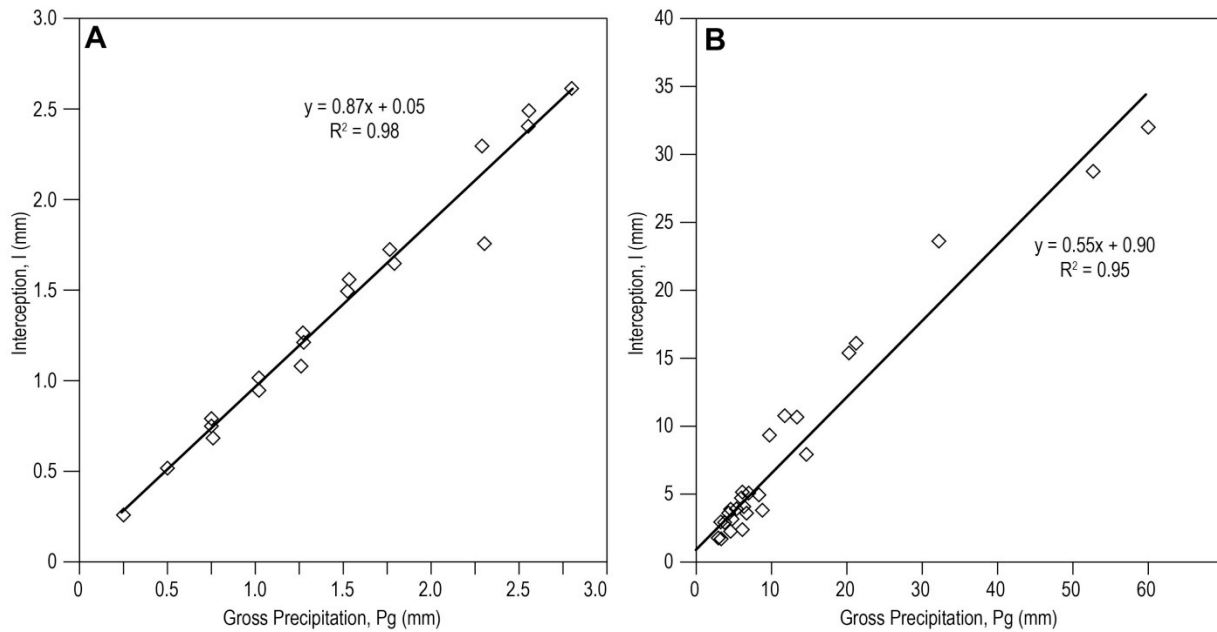 A
3.0
2.5
2.0
1.5
1.0
0.5
0
Interception, I (mm)
y = 0.87x + 0.05
R² = 0.98
0.5
1.0
1.5
2.0
2.5
3.0
Gross Precipitation, Pg (mm)
B
40
35
30
25
20
15
10
5
0
Interception, I (mm)
y = 0.55x + 0.90
R² = 0.95
0
10
20
30
40
50
60
Gross Precipitation, Pg (mm)